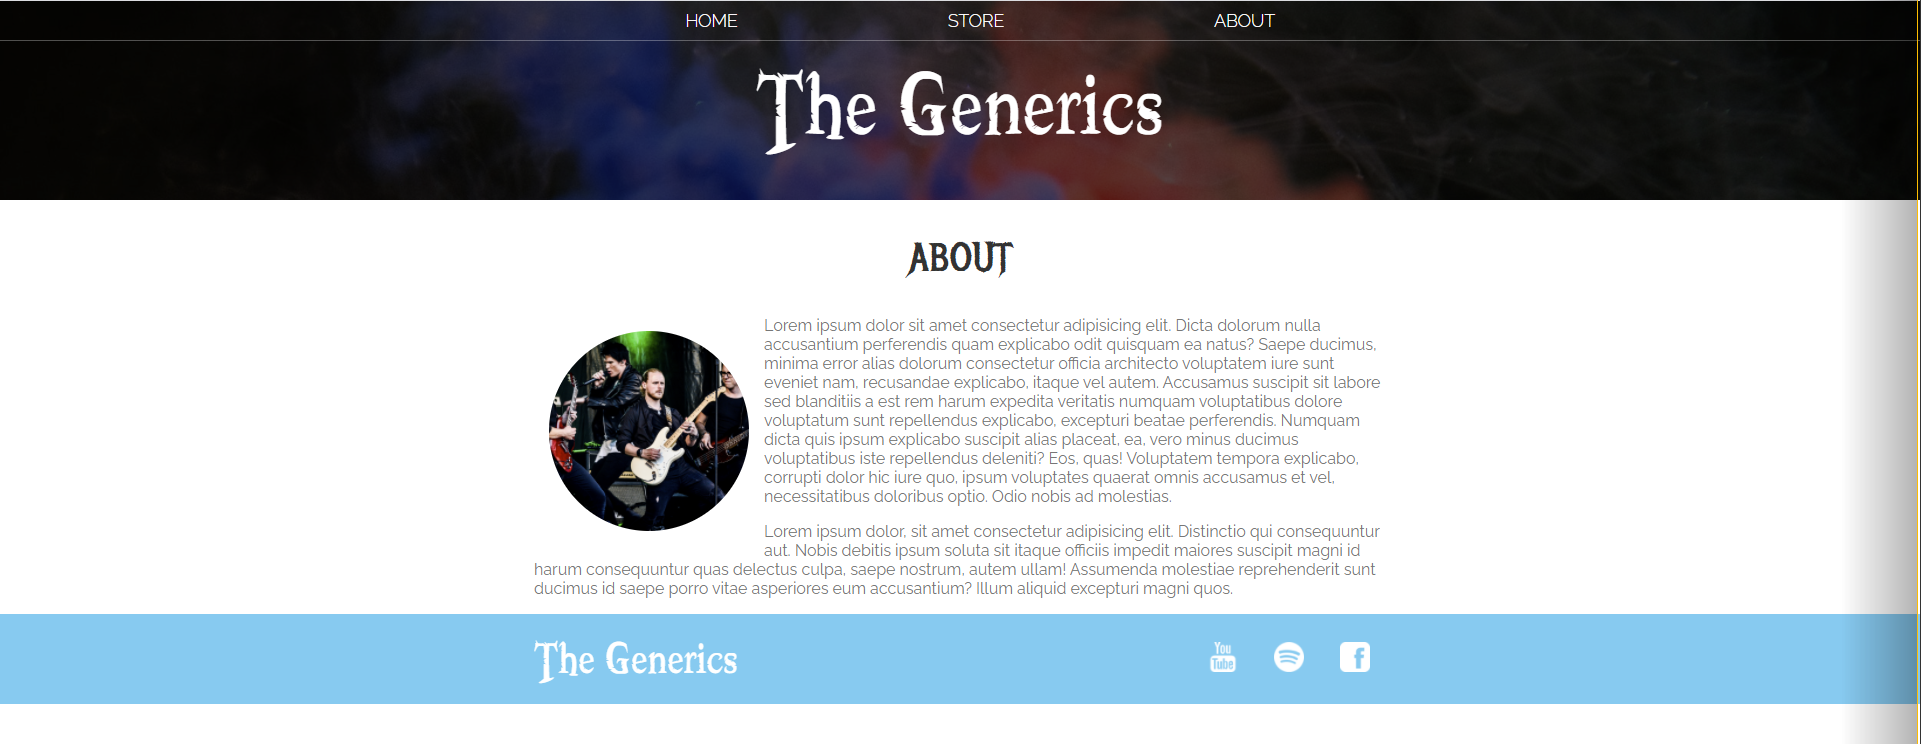 HOME STORE ABOUT
The Generics
ABOUT
Lorem ipsum dolor sit amet consectetur adipisicing elit. Dicta dolorum nulla
accusantium perferendis quam explicabo odit quisquam ea natus? Saepe ducimus,
minima error alias dolorum consectetur officia architecto voluptatem iure sunt
eveniet nam, recusandae explicabo, itaque vel autem. Accusamus suscipit sit labore
sed blanditiis a est rem harum expedita veritatis numquam voluptatibus dolore
voluptatum sunt repellendus explicabo, excepturi beatae perferendis. Numquam
dicta quis ipsum explicabo suscipit alias placeat, ea, vero minus ducimus
voluptatibus iste repellendus deleniti? Eos, quas! Voluptatem tempora explicabo,
corrupti dolor hic iure quo, ipsum voluptates quaerat omnis accusamus et vel,
necessitatibus doloribus optio. Odio nobis ad molestias.
Lorem ipsum dolor, sit amet consectetur adipisicing elit. Distinctio qui consequuntur
aut. Nobis debitis ipsum soluta sit itaque officiis impedit maiores suscipit magni id
harum consequuntur quas delectus culpa, saepe nostrum, autem ullam! Assumenda molestiae reprehenderit sunt
ducimus id saepe porro vitae asperiores eum accusantium? Illum aliquid excepturi magni quos.
The Generics
You
Tube